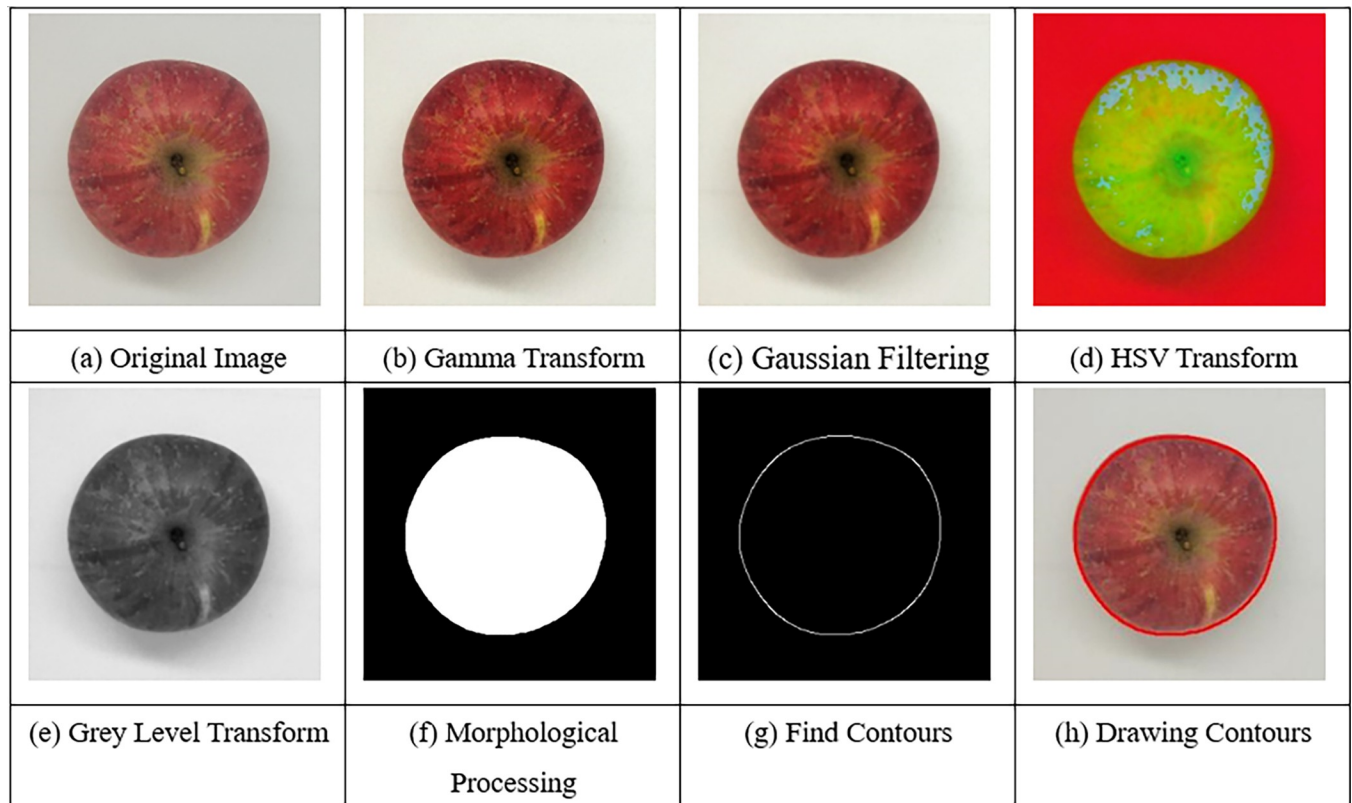 (a) Original Image
(b) Gamma Transform
(c) Gaussian Filtering
(d) HSV Transform
(e) Grey Level Transform
(f) Morphological
Processing
(g) Find Contours
(h) Drawing Contours